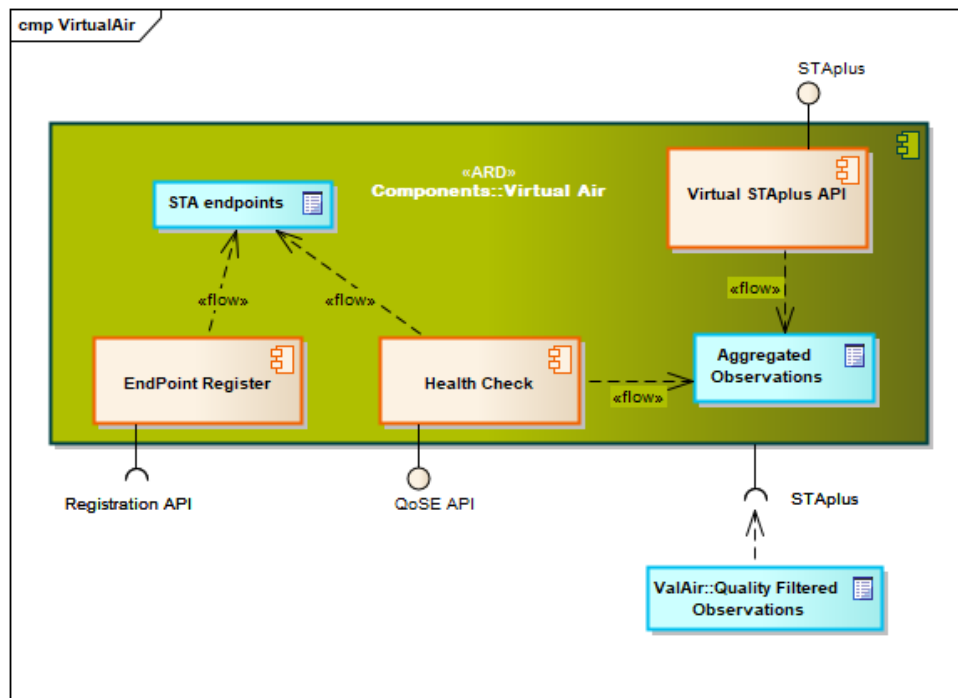 cmp VirtualAir
STAplus
«ARD»
Components::Virtual Air
STA endpoints
Virtual STAplus API
«flow»
«flow»
«flow»
Aggregated
Observations
EndPoint Register
Health Check
«flow»
Registration API
QoSE API
STAplus
ValAir::Quality Filtered
Observations